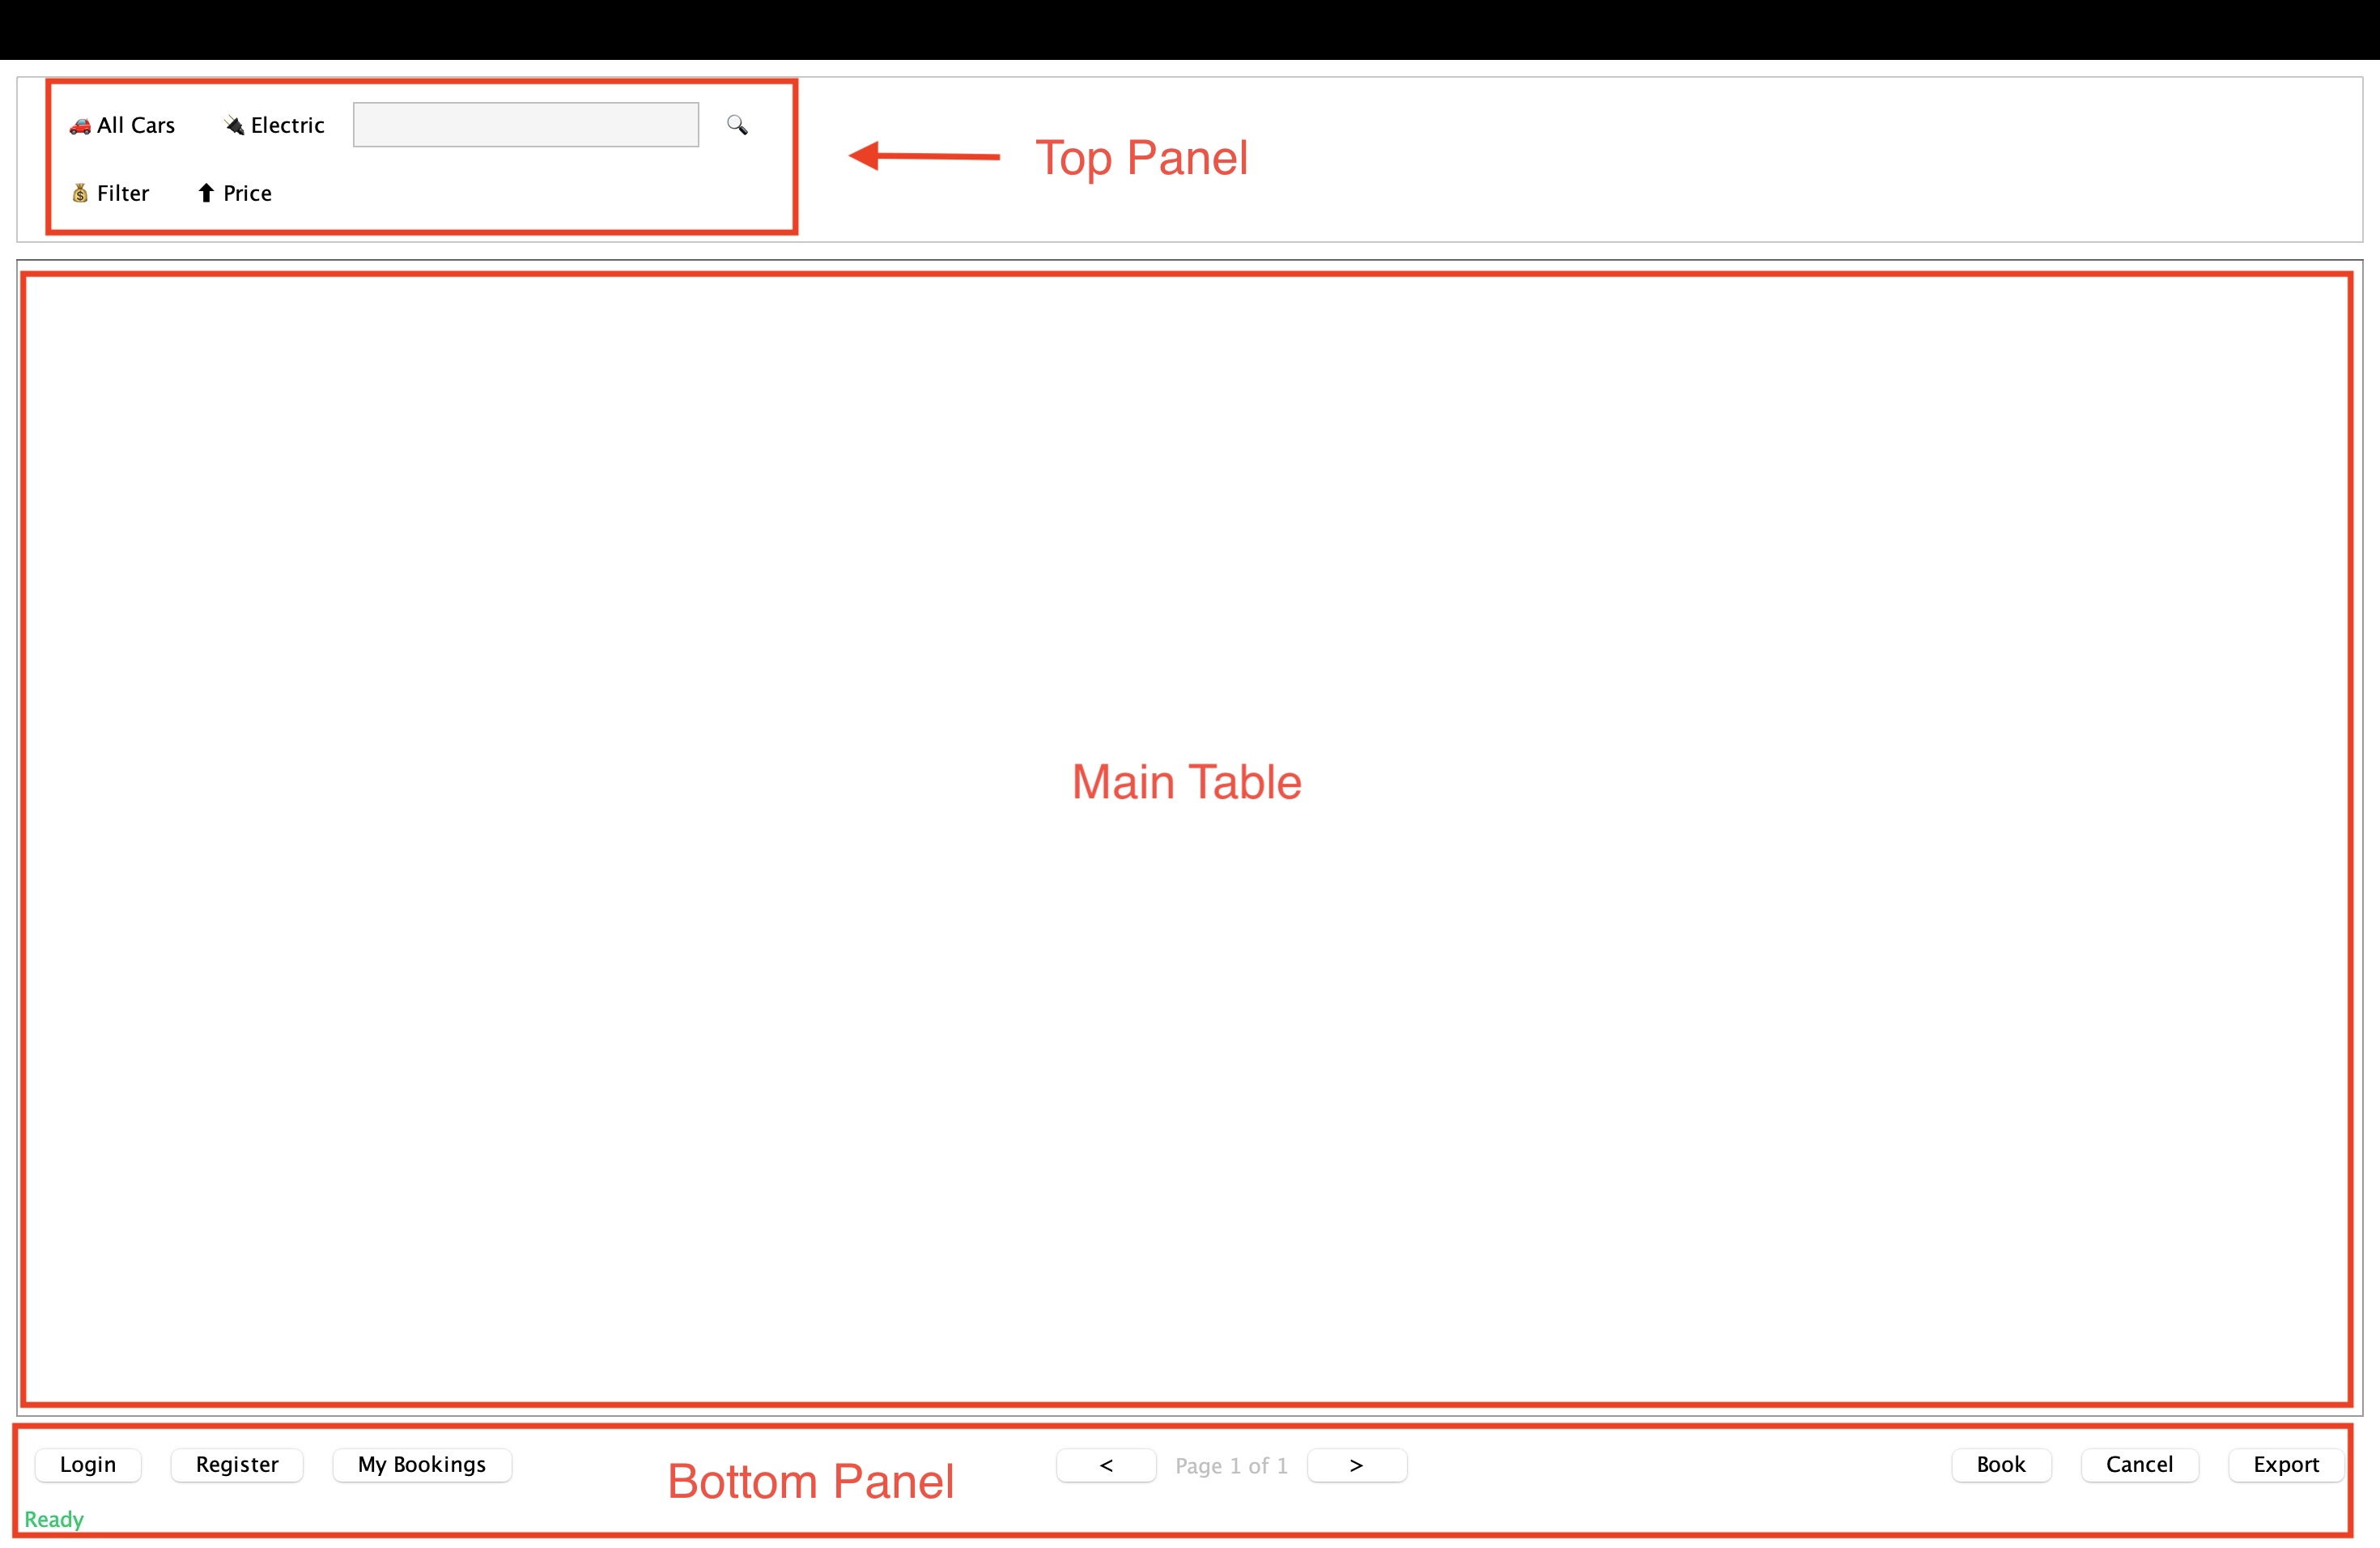 🚗 All Cars 🔌 Electric 🔍
Top Panel
💰 Filter ⬆ Price
Main Table
Login Register My Bookings Bottom Panel < Page 1 of 1 > Book Cancel Export
Ready